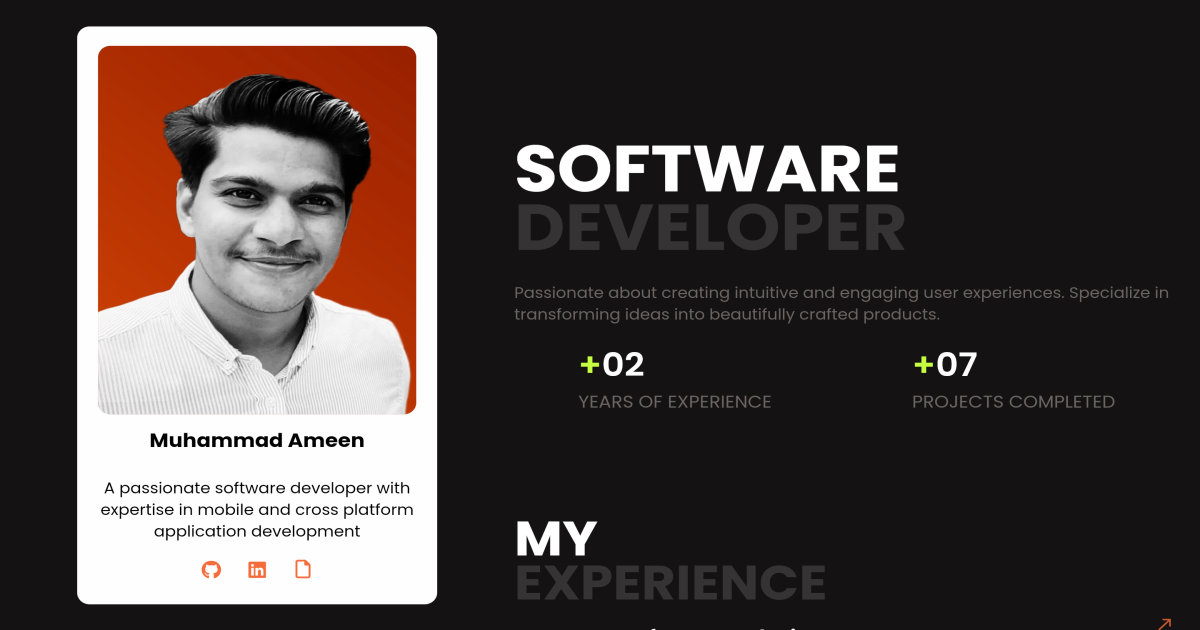 Muhammad Ameen
A passionate software developer with
expertise in mobile and cross platform
application development
SOFTWARE
DEVELOPER
Passionate about creating intuitive and engaging user experiences. Specialize in
transforming ideas into beautifully crafted products.
+02
YEARS OF EXPERIENCE
+07
PROJECTS COMPLETED
MY
EXPERIENCE